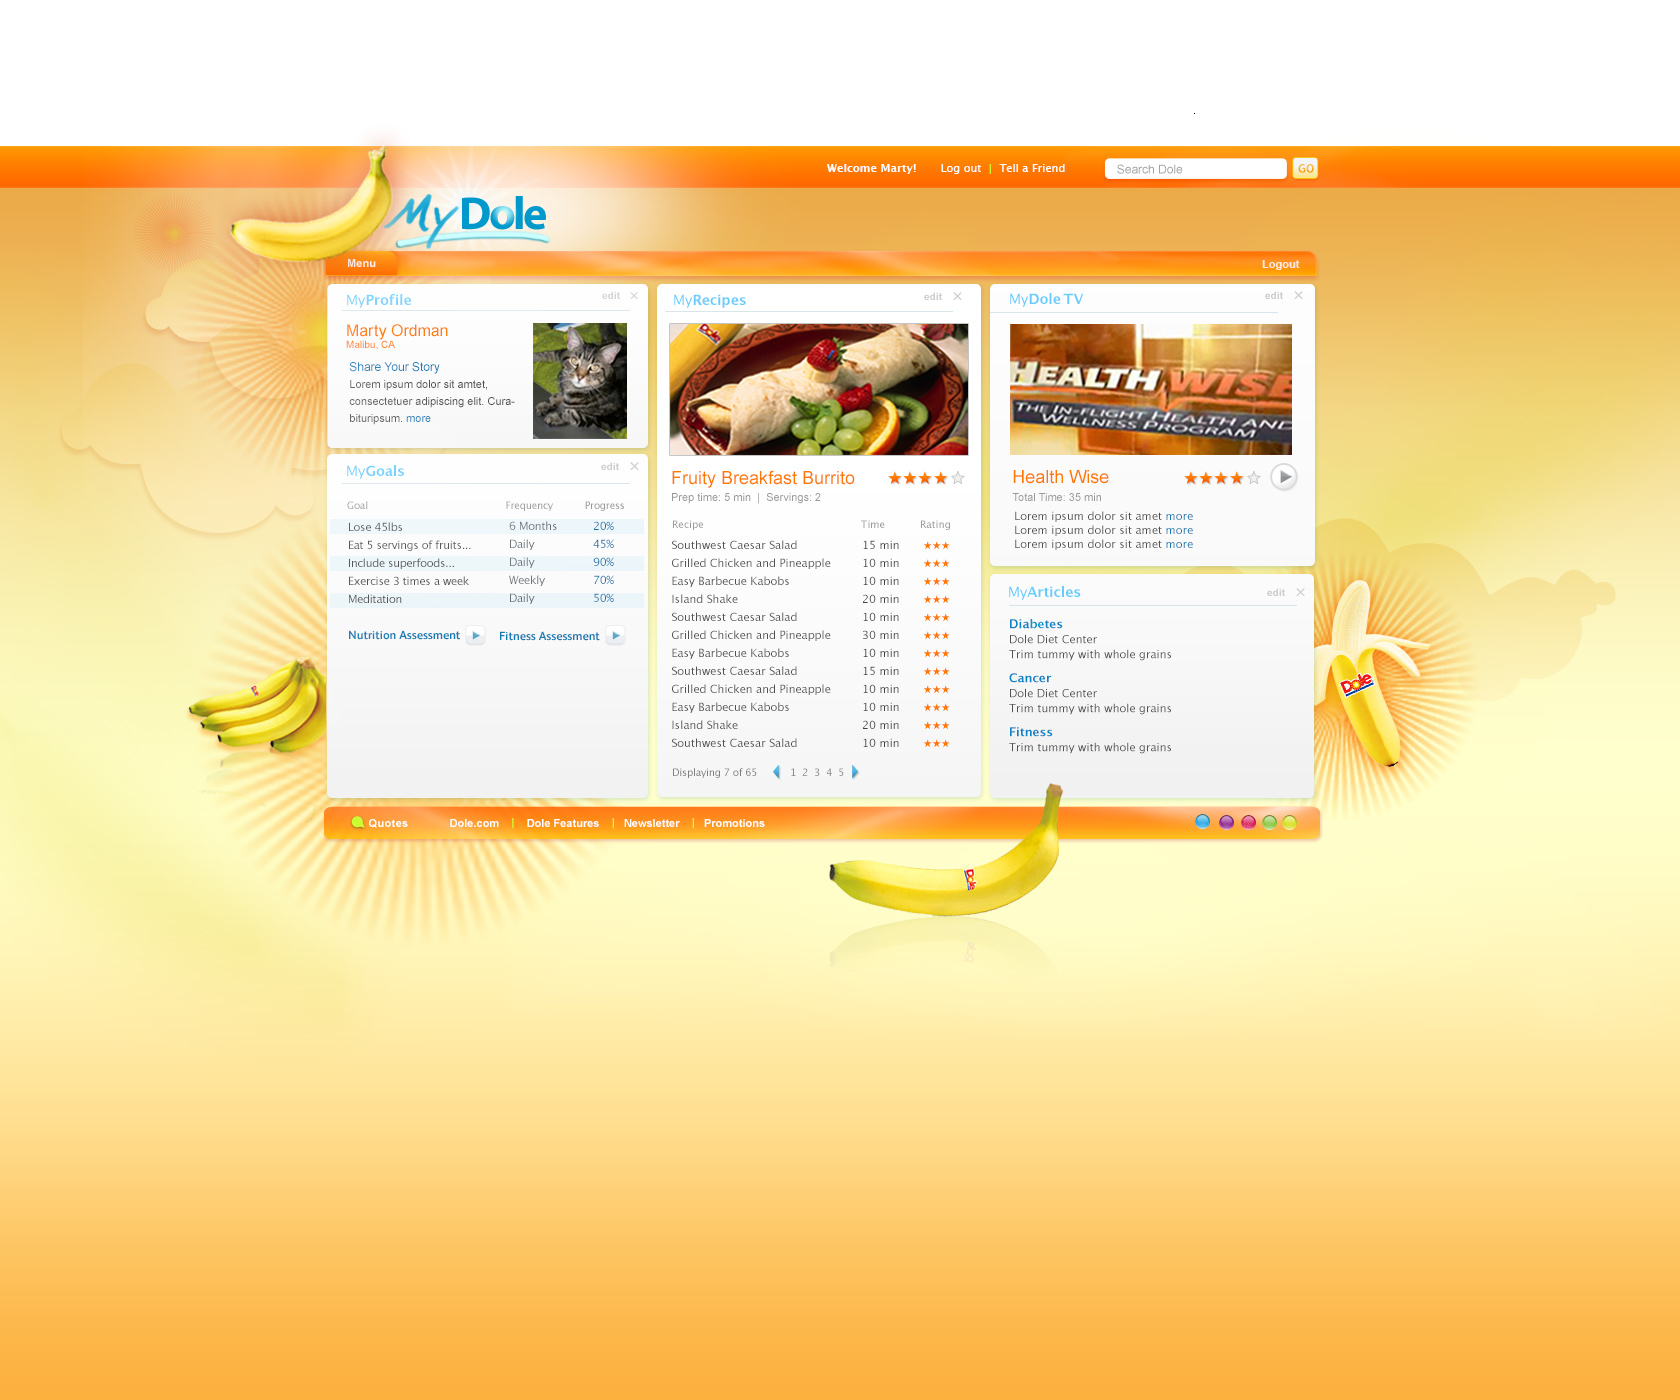 Welcome Marty! Log out | Tell a Friend Search Dole GO
My Dole
Menu Logout
MyProfile edit
Marty Ordman
Malibu, CA
Share Your Story
Lorem ipsum dolor sit amtet,
consectetuer adipiscing elit. Cura-
bituripsum. more
MyGoals edit
Goal Frequency Progress
Lose 45lbs 6 Months 20%
Eat 5 servings of fruits... Daily 45%
Include superfoods... Daily 90%
Exercise 3 times a week Weekly 70%
Meditation Daily 50%
Nutrition Assessment Fitness Assessment
MyRecipes edit
Dole
Fruity Breakfast Burrito
Prep time: 5 min | Servings: 2
Recipe Time Rating
Southwest Caesar Salad 15 min ★★★
Grilled Chicken and Pineapple 10 min ★★★
Easy Barbecue Kabobs 10 min ★★★
Island Shake 20 min ★★★
Southwest Caesar Salad 10 min ★★★
Grilled Chicken and Pineapple 30 min ★★★
Easy Barbecue Kabobs 10 min ★★★
Southwest Caesar Salad 15 min ★★★
Grilled Chicken and Pineapple 10 min ★★★
Easy Barbecue Kabobs 10 min ★★★
Island Shake 20 min ★★★
Southwest Caesar Salad 10 min ★★★
Displaying 7 of 65 1 2 3 4 5
MyDole TV edit
HEALTH WISE
THE IN-FLIGHT HEALTH AND
WELLNESS PROGRAM
Health Wise
Total Time: 35 min
Lorem ipsum dolor sit amet more
Lorem ipsum dolor sit amet more
Lorem ipsum dolor sit amet more
MyArticles edit
Diabetes
Dole Diet Center
Trim tummy with whole grains
Cancer
Dole Diet Center
Trim tummy with whole grains
Fitness
Trim tummy with whole grains
Dole
Quotes Dole.com | Dole Features | Newsletter | Promotions
Dole